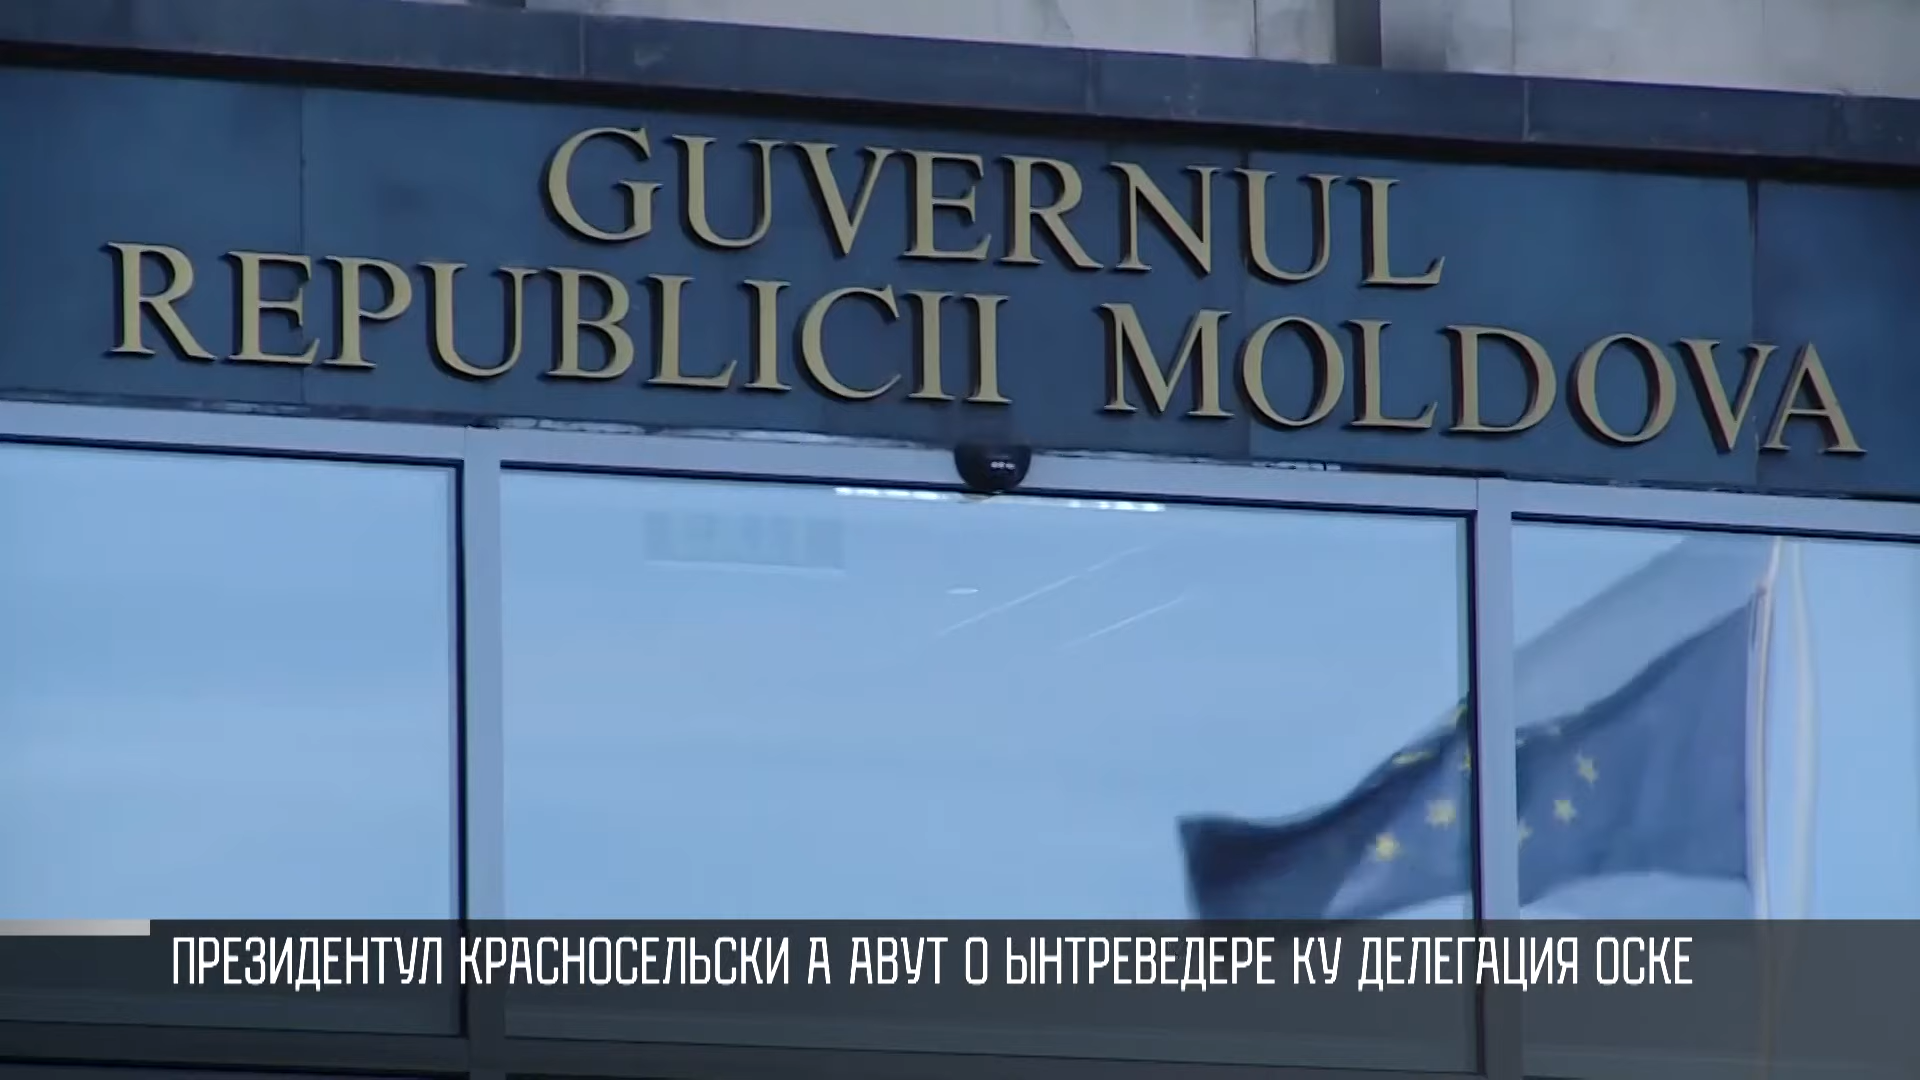 GUVERNUL
REPUBLICII MOLDOVA
ПРЕЗИДЕНТУЛ КРАСНОСЕЛЬСКИ А АВУТ О ЫНТРЕВЕДЕРЕ КУ ДЕЛЕГАЦИЯ ОСКЕ